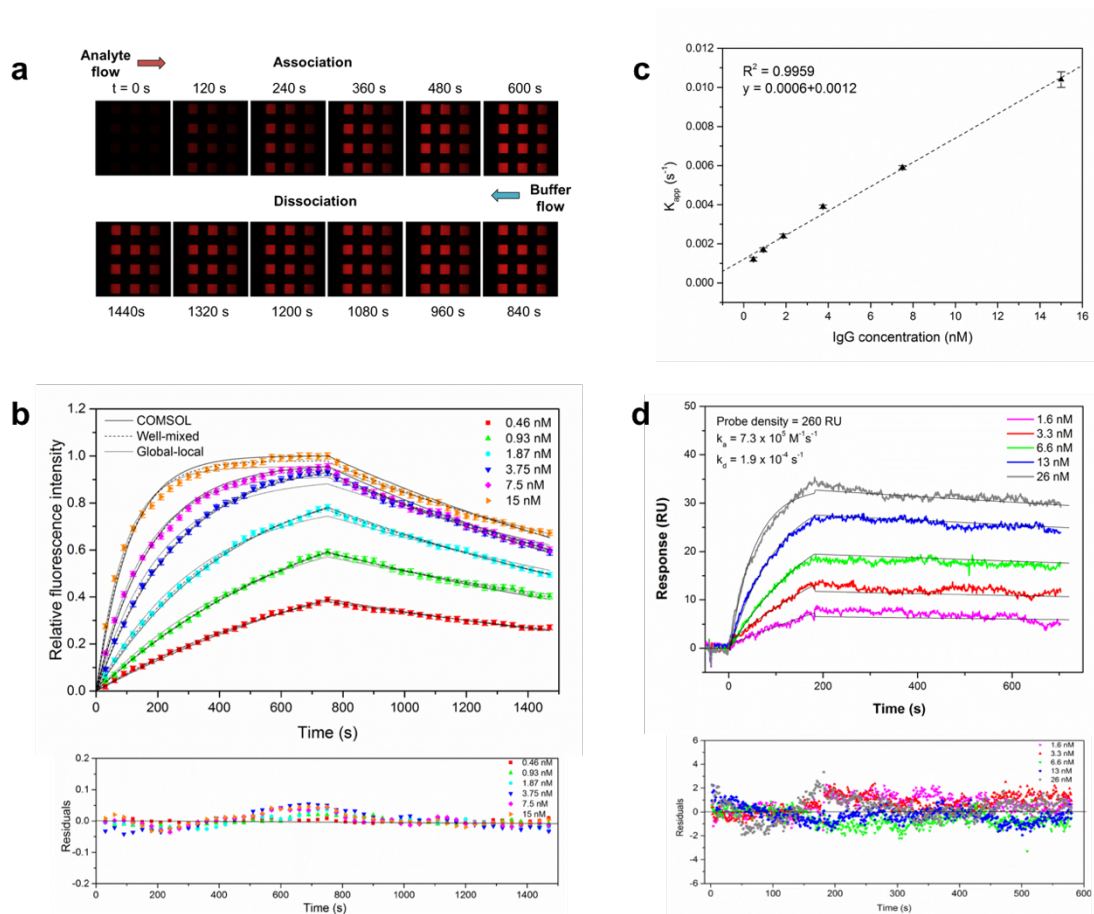 a
Analyte
flow
Association
t = 0 s 120 s 240 s 360 s 480 s 600 s
Dissociation
Buffer
flow
1440s 1320 s 1200 s 1080 s 960 s 840 s
c
R² = 0.9959
y = 0.0006+0.0012
0.012
0.010
0.008
0.006
0.004
0.002
0.000
K_app (s⁻¹)
0 2 4 6 8 10 12 14 16
IgG concentration (nM)
b
COMSOL
Well-mixed
Global-local
0.46 nM
0.93 nM
1.87 nM
3.75 nM
7.5 nM
15 nM
1.2
1.0
0.8
0.6
0.4
0.2
0.0
Relative fluorescence intensity
0 200 400 600 800 1000 1200 1400
Time (s)
0.2
0.1
0.0
-0.1
-0.2
Residuals
0.46 nM
0.93 nM
1.87 nM
3.75 nM
7.5 nM
15 nM
0 200 400 600 800 1000 1200 1400
Time (s)
d
Probe density = 260 RU
kₐ = 7.3 x 10⁵ M⁻¹s⁻¹
k_d = 1.9 x 10⁻⁴ s⁻¹
1.6 nM
3.3 nM
6.6 nM
13 nM
26 nM
50
40
30
20
10
0
Response (RU)
0 200 400 600
Time (s)
6
4
2
0
-2
-4
-6
Residuals
1.6 nM
3.3 nM
6.6 nM
13 nM
26 nM
0 100 200 300 400 500 600
Time (s)